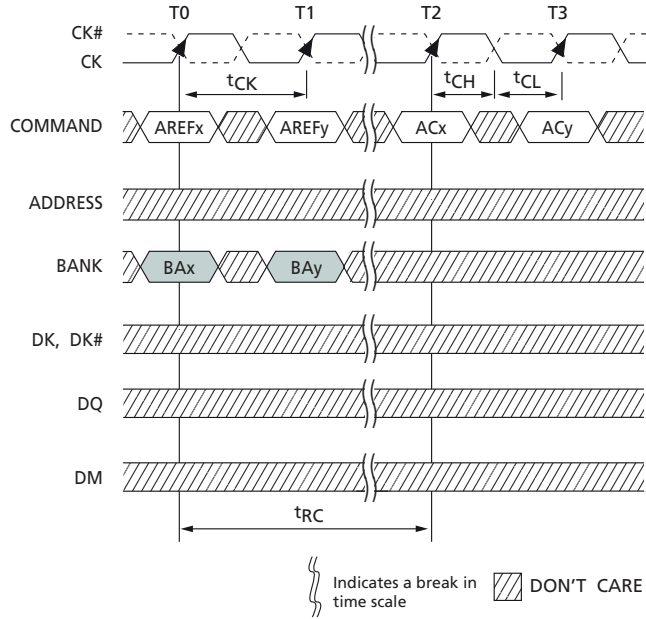 T0 T1 T2 T3
CK#
CK
tCK tCH tCL
COMMAND AREFx AREFy ACx ACy
ADDRESS
BANK BAx BAy
DK, DK#
DQ
DM
tRC
Indicates a break in
time scale
DON'T CARE